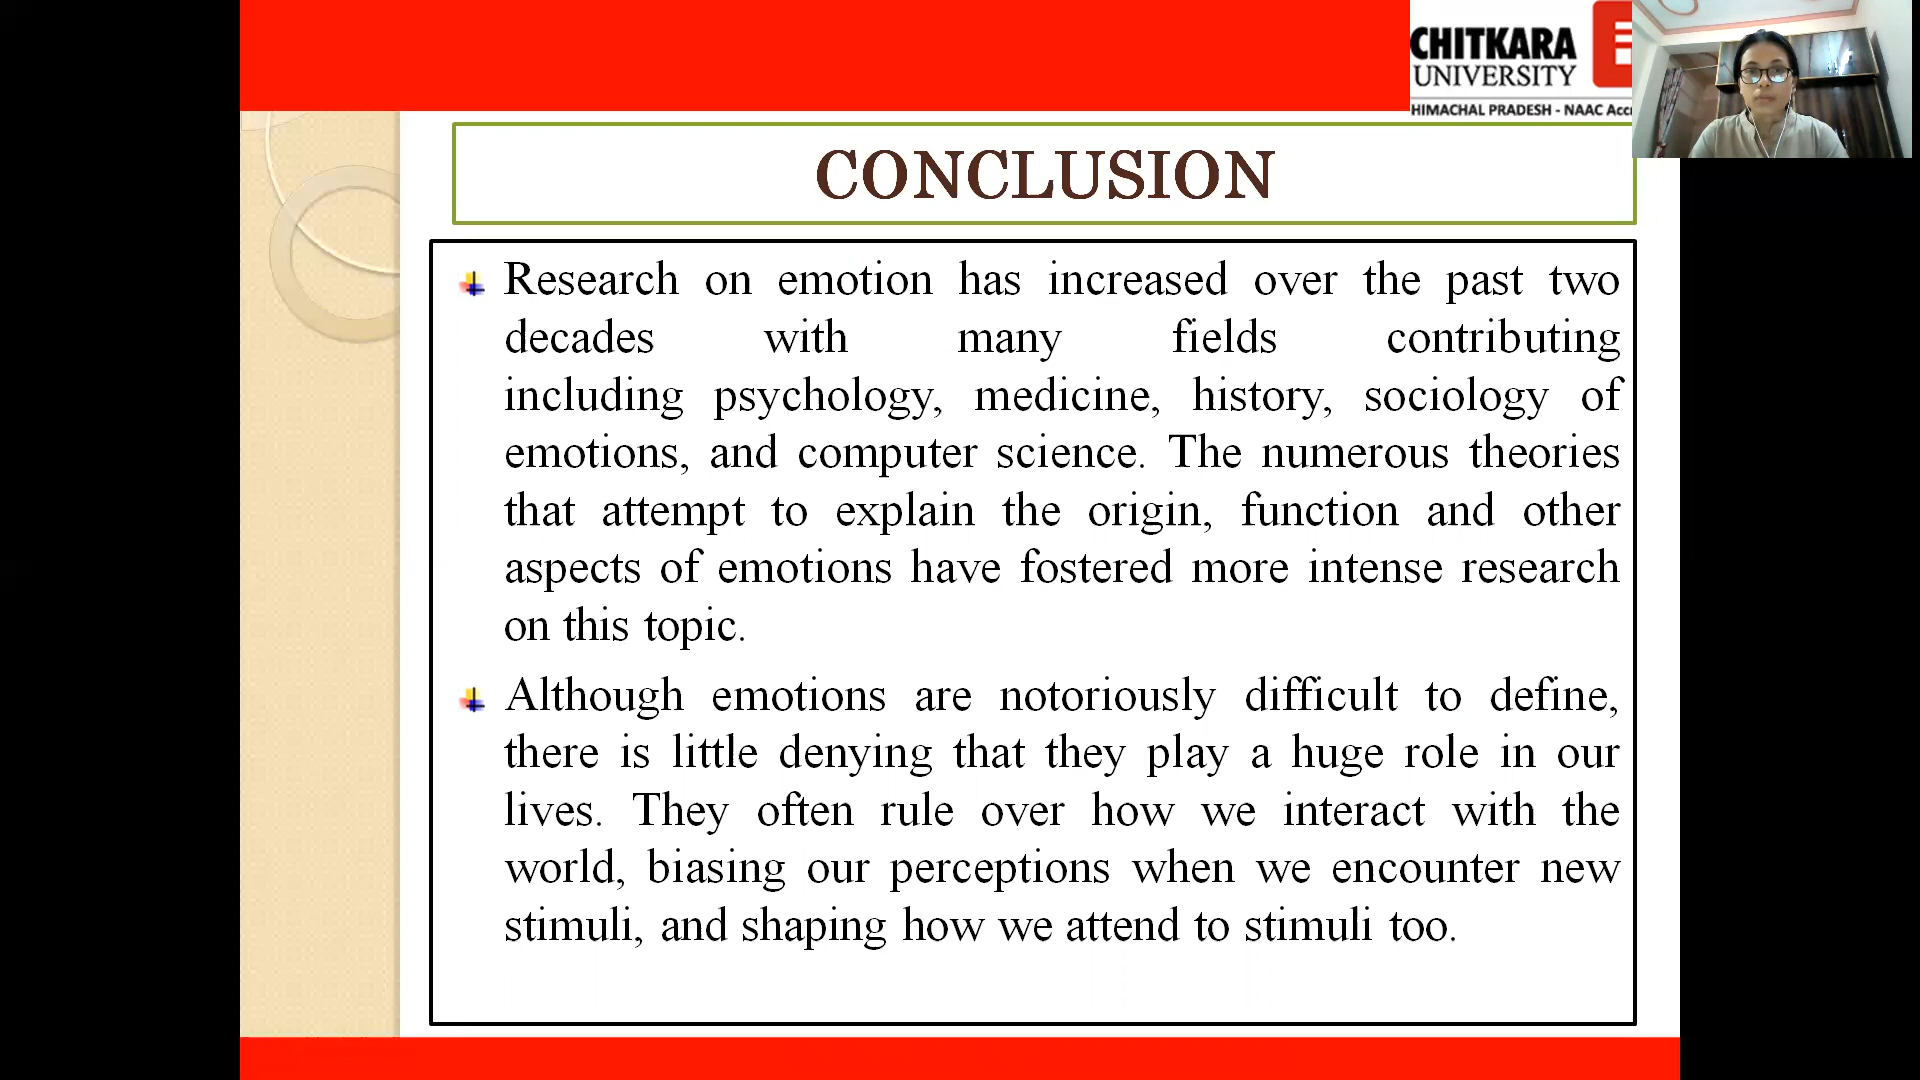 CHITKARA
UNIVERSITY
HIMACHAL PRADESH - NAAC
CONCLUSION
Research on emotion has increased over the past two
decades with many fields contributing
including psychology, medicine, history, sociology of
emotions, and computer science. The numerous theories
that attempt to explain the origin, function and other
aspects of emotions have fostered more intense research
on this topic.
Although emotions are notoriously difficult to define,
there is little denying that they play a huge role in our
lives. They often rule over how we interact with the
world, biasing our perceptions when we encounter new
stimuli, and shaping how we attend to stimuli too.